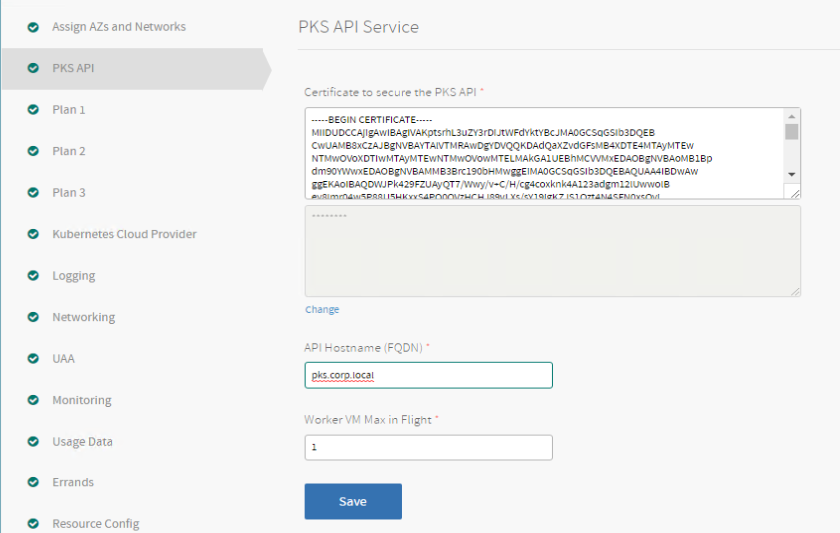 Assign AZs and Networks
PKS API
Plan 1
Plan 2
Plan 3
Kubernetes Cloud Provider
Logging
Networking
UAA
Monitoring
Usage Data
Errands
Resource Config
PKS API Service
Certificate to secure the PKS API *
-----BEGIN CERTIFICATE-----
MIIDUDCCAjigAwIBAgIVAKptsrhL3uZY3rDIJtWFdYktYBcJMA0GCSqGSIb3DQEB
CwUAMB8xCzAJBgNVBAYTAlVTMRAwDgYDVQQKDAdQaXZvdGFsMB4XDTE4MTAyMTEw
NTMwOVoXDTIwMTAyMTEwNTMwOVowMTELMAkGA1UEBhMCVVMxEDAOBgNVBAoMB1Bp
dm90YWwxEDAOBgNVBAMMB3Brc190bHMwggEiMA0GCSqGSIb3DQEBAQUAA4IBDwAw
ggEKAoIBAQDWJPk429FZUAyQT7/Wwy/v+C/H/cg4coxknk4A123adgm12IUwwoIB
--------
Change
API Hostname (FQDN) *
pks.corp.local
Worker VM Max in Flight *
1
Save